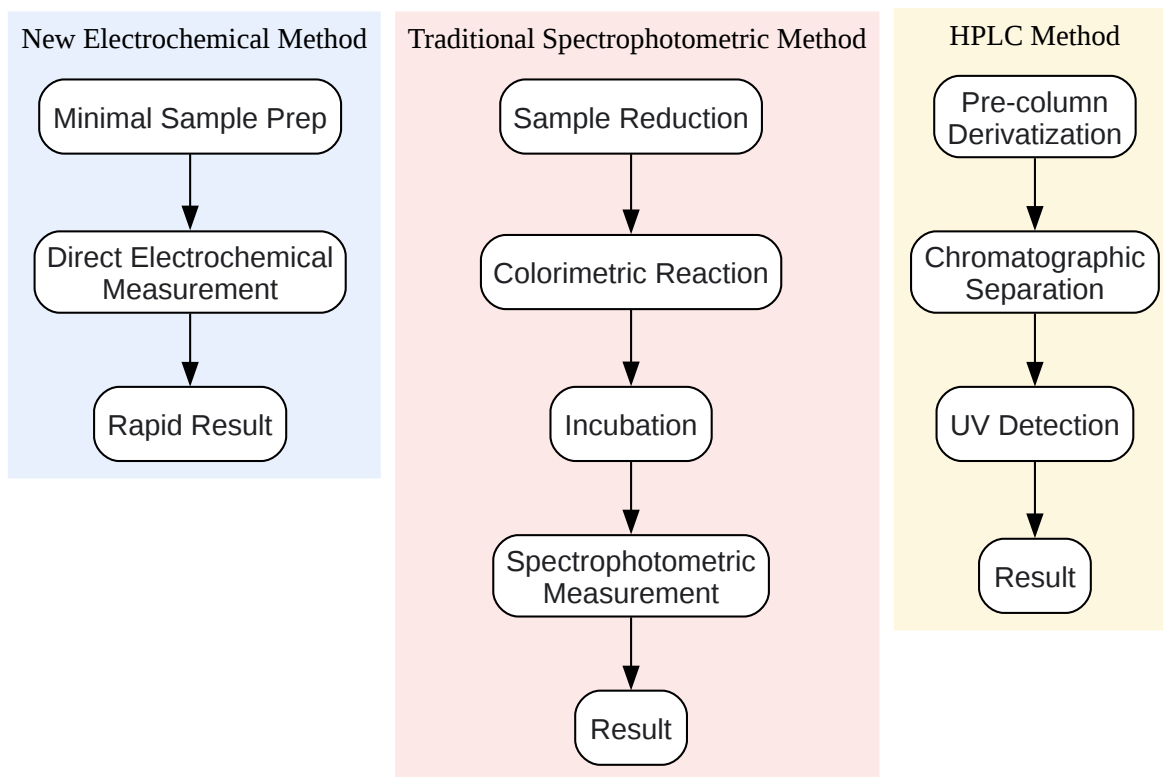 New Electrochemical Method
Minimal Sample Prep
Direct Electrochemical
Measurement
Rapid Result
Traditional Spectrophotometric Method
Sample Reduction
Colorimetric Reaction
Incubation
Spectrophotometric
Measurement
Result
HPLC Method
Pre-column
Derivatization
Chromatographic
Separation
UV Detection
Result